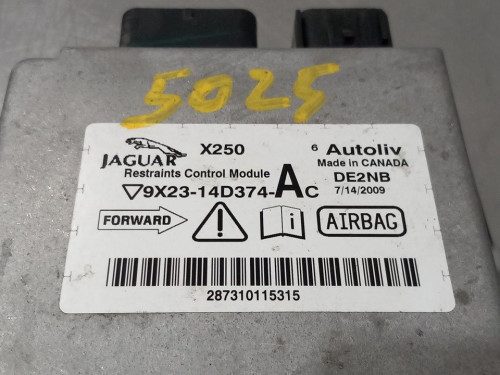 5025
JAGUAR X250 6 Autoliv
Made in CANADA
Restraints Control Module DE2NB
9X23-14D374-AC 7/14/2009
FORWARD ! i AIRBAG
287310115315